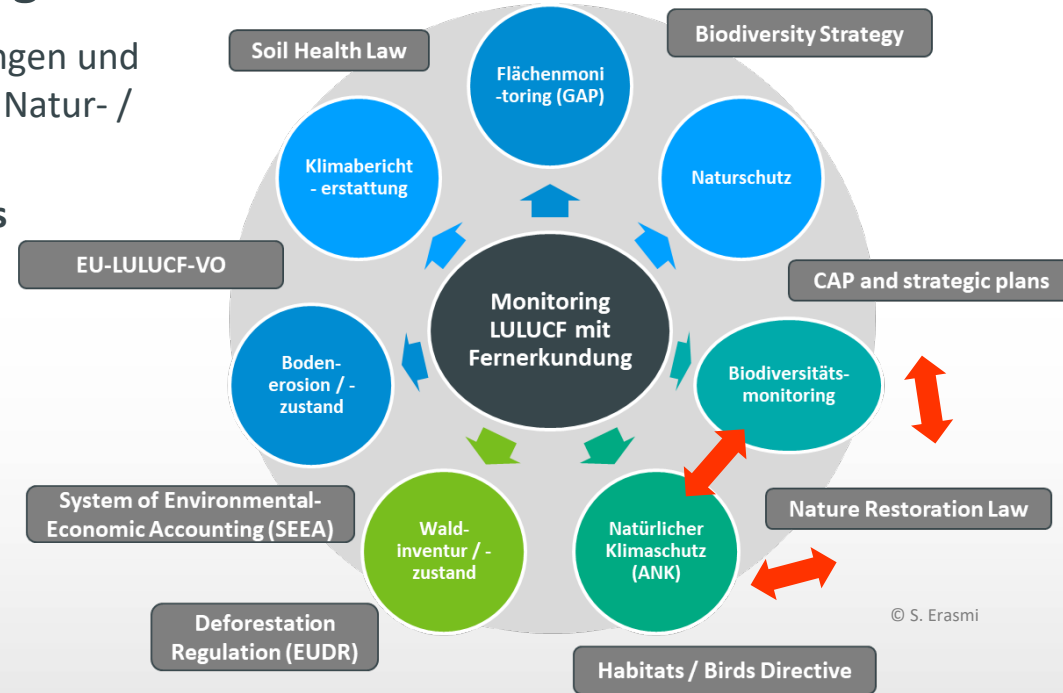 g
ngen und
Natur- /
s
Soil Health Law
Biodiversity Strategy
Flächenmoni
-toring (GAP)
Klimabericht
- erstattung
Naturschutz
EU-LULUCF-VO
CAP and strategic plans
Monitoring
LULUCF mit
Fernerkundung
Boden-
erosion / -
zustand
Biodiversitäts-
monitoring
System of Environmental-
Economic Accounting (SEEA)
Wald-
inventur / -
zustand
Natürlicher
Klimaschutz
(ANK)
Nature Restoration Law
© S. Erasmi
Deforestation
Regulation (EUDR)
Habitats / Birds Directive